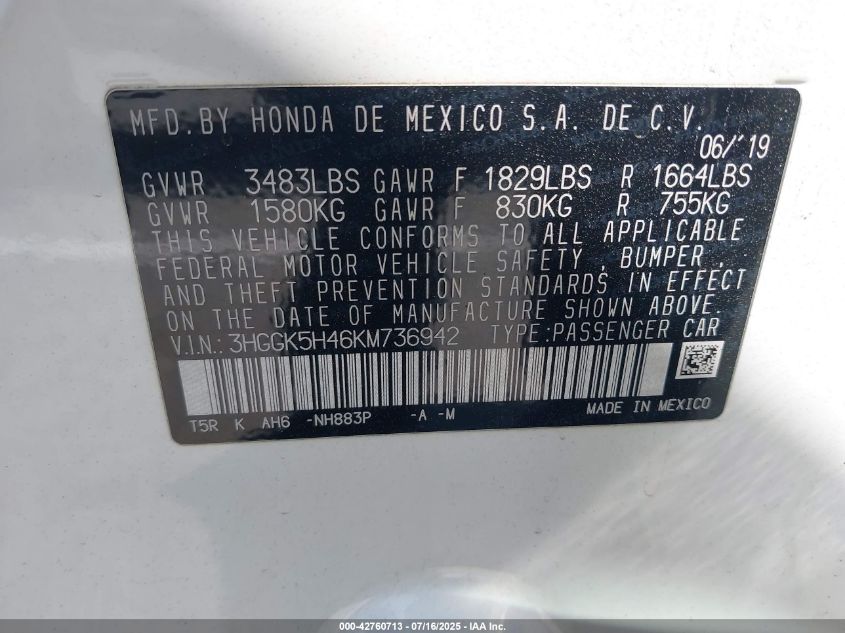 MFD. BY HONDA DE MEXICO S.A. DE C.V.
06/'19
GVWR 3483LBS GAWR F 1829LBS R 1664LBS
GVWR 1580KG GAWR F 830KG R 755KG
THIS VEHICLE CONFORMS TO ALL APPLICABLE
FEDERAL MOTOR VEHICLE SAFETY, BUMPER,
AND THEFT PREVENTION STANDARDS IN EFFECT
ON THE DATE OF MANUFACTURE SHOWN ABOVE.
V.I.N.: 3HGGK5H46KM736942 TYPE:PASSENGER CAR
T5R K AH6 -NH883P -A -M MADE IN MEXICO
000-42760713 - 07/16/2025 - IAA Inc.